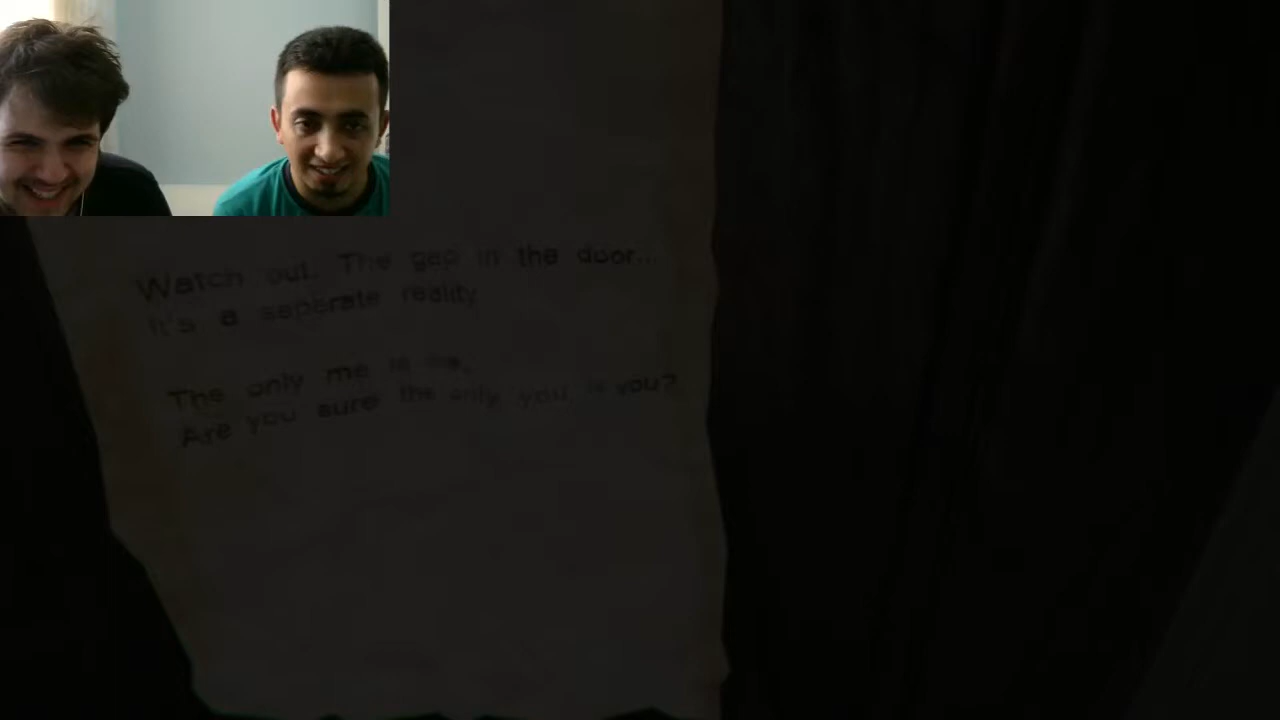 Watch out. The gap in the door...
It's a seperate reality
The only me is me.
Are you sure the only you is you?